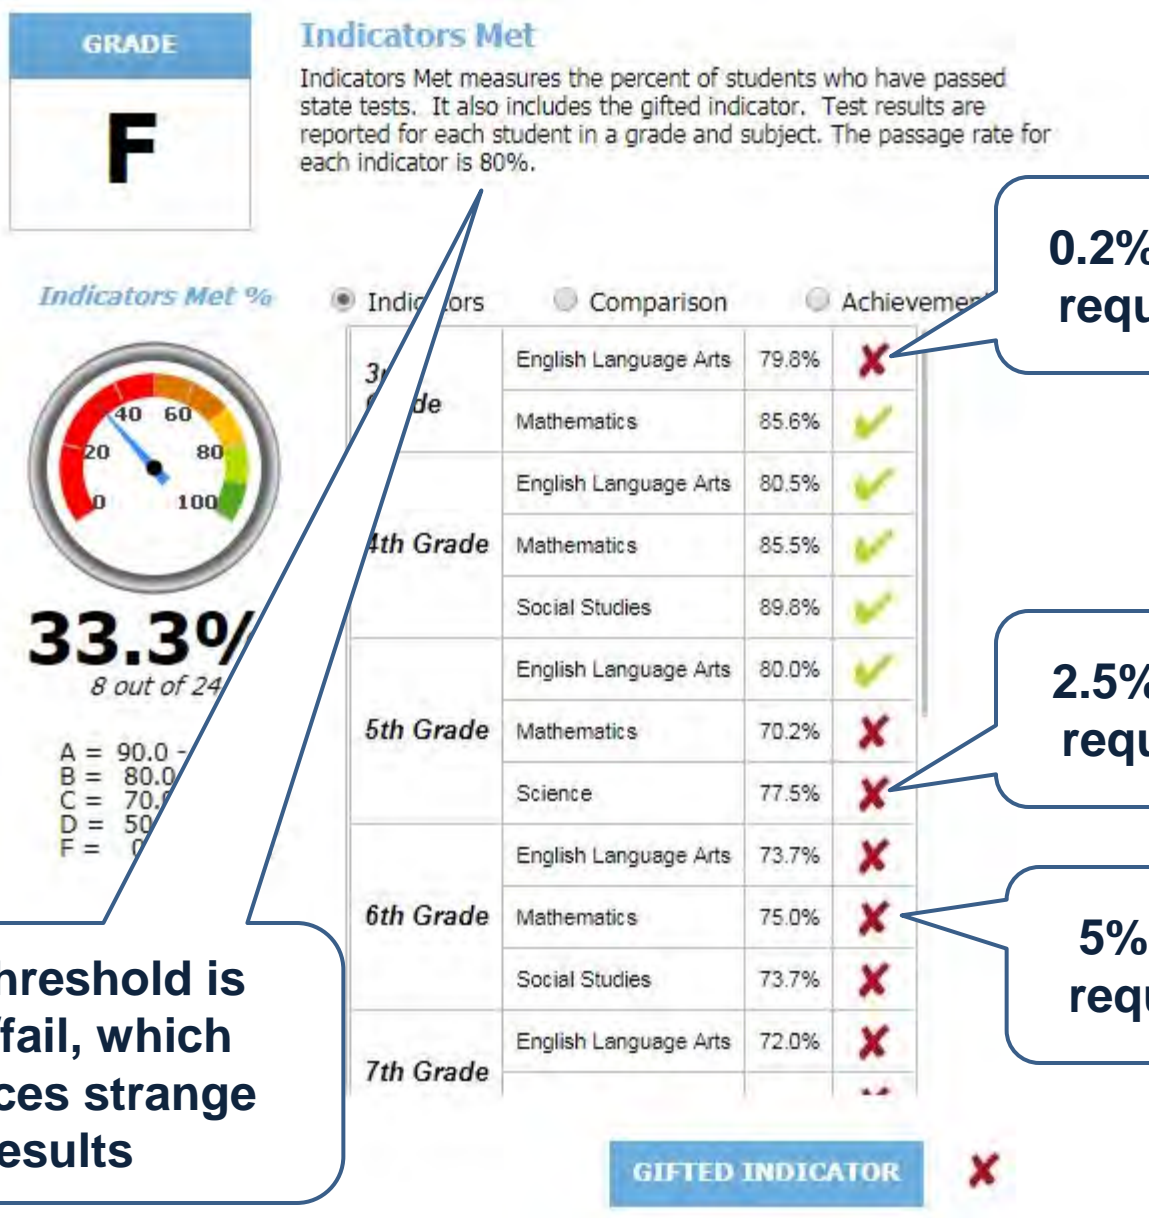 GRADE
F
Indicators Met
Indicators Met measures the percent of students who have passed
state tests. It also includes the gifted indicator. Test results are
reported for each student in a grade and subject. The passage rate for
each indicator is 80%.
Indicators Met %
0 20 40 60 80 100
33.3%
8 out of 24
A = 90.0 -
B = 80.0
C = 70.
D = 50
F =
Indicators Comparison Achievement
3rd Grade
English Language Arts 79.8% ✘
Mathematics 85.6% ✔
4th Grade
English Language Arts 80.5% ✔
Mathematics 85.5% ✔
Social Studies 89.8% ✔
5th Grade
English Language Arts 80.0% ✔
Mathematics 70.2% ✘
Science 77.5% ✘
6th Grade
English Language Arts 73.7% ✘
Mathematics 75.0% ✘
Social Studies 73.7% ✘
7th Grade
English Language Arts 72.0% ✘
GIFTED INDICATOR ✘
0.2%
requ
2.5%
requ
5%
requ
hreshold is
/fail, which
ces strange
esults